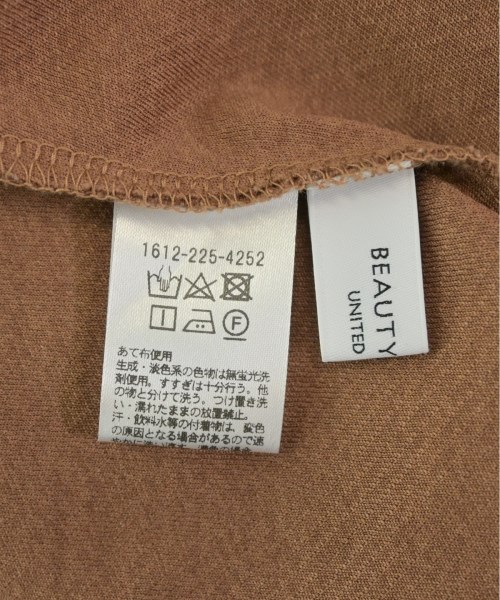 1612-225-4252
F
あて布使用
生成・淡色系の色物は無蛍光洗
剤使用。すすぎは十分行う。他
の物と分けて洗う。つけ置き洗
い・濡れたままの放置禁止。
汗・飲料水等の付着物は、変色
の原因となる場合があるので速
BEAUTY
UNITED